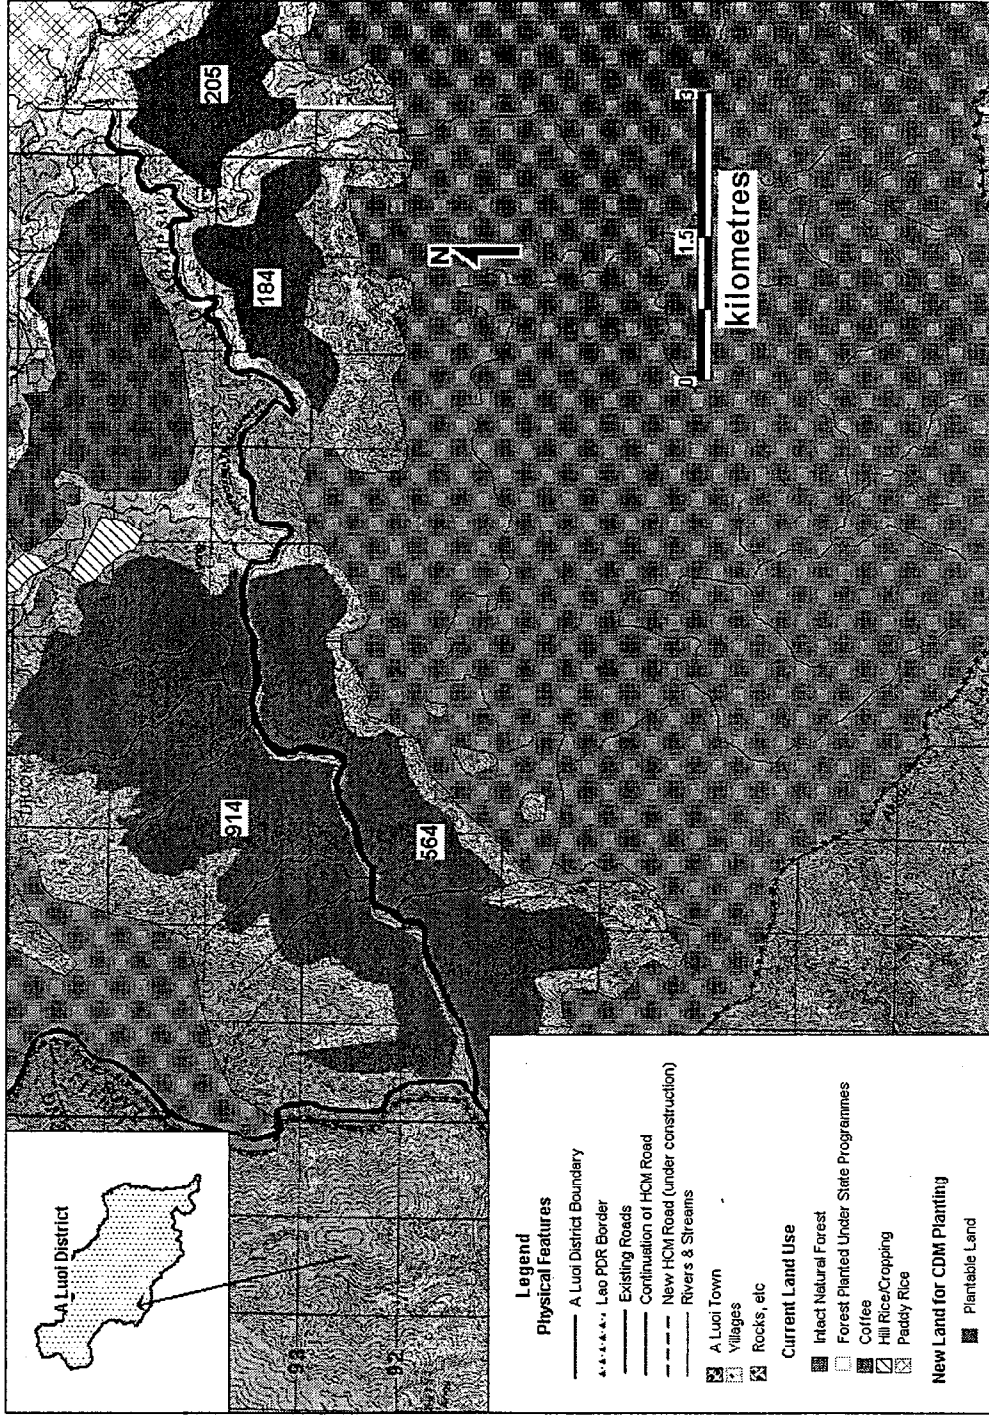 A Luoi District
93
92
914
564
184
205
N
0
1.5
3
kilometres
Legend
Physical Features
A Luoi District Boundary
Lao PDR Border
Existing Roads
Continuation of HCM Road
New HCM Road (under construction)
Rivers & Streams
A Luoi Town
Villages
Rocks, etc
Current Land Use
Intact Natural Forest
Forest Planted Under State Programmes
Coffee
Hill Rice/Cropping
Paddy Rice
New Land for CDM Planting
Plantable Land